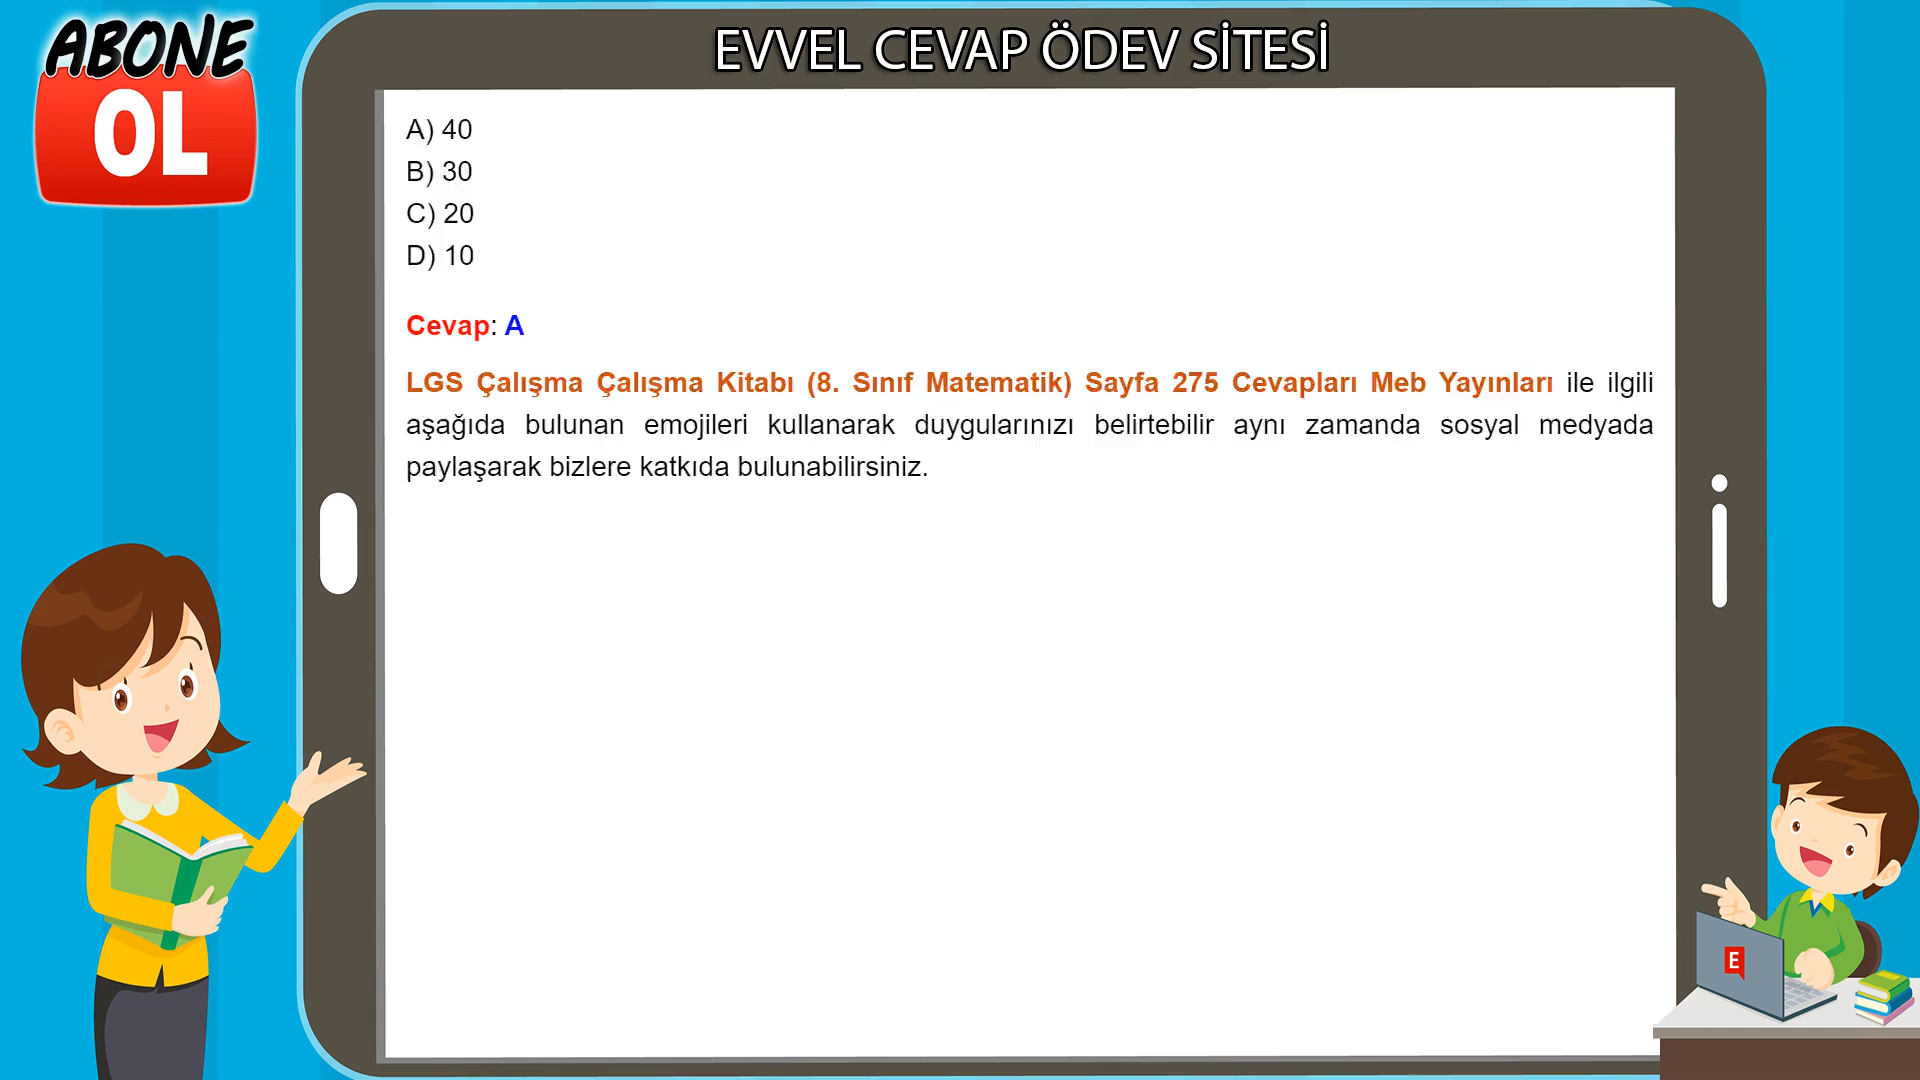 ABONE
OL
EVVEL CEVAP ÖDEV SİTESİ
A) 40
B) 30
C) 20
D) 10
Cevap: A
LGS Çalışma Çalışma Kitabı (8. Sınıf Matematik) Sayfa 275 Cevapları Meb Yayınları ile ilgili
aşağıda bulunan emojileri kullanarak duygularınızı belirtebilir aynı zamanda sosyal medyada
paylaşarak bizlere katkıda bulunabilirsiniz.
E